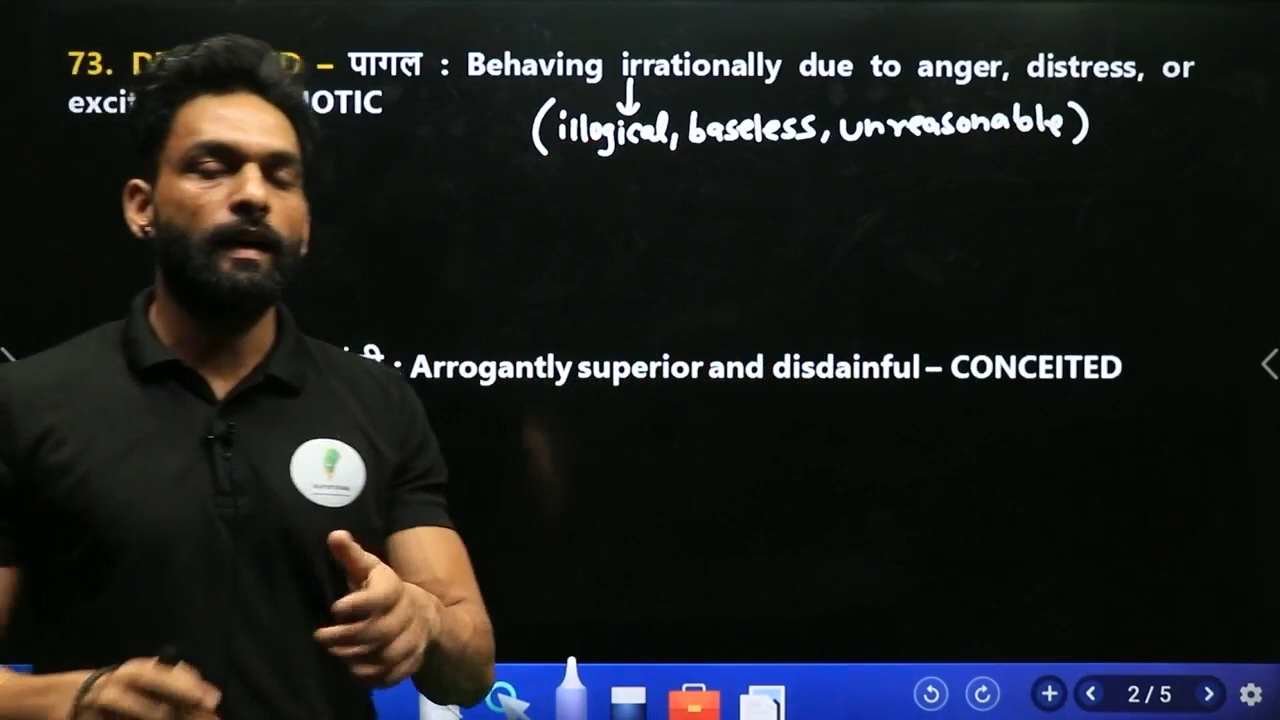 73. – पागल : Behaving irrationally due to anger, distress, or
(illogical, baseless, unreasonable)
: Arrogantly superior and disdainful – CONCEITED
2 / 5